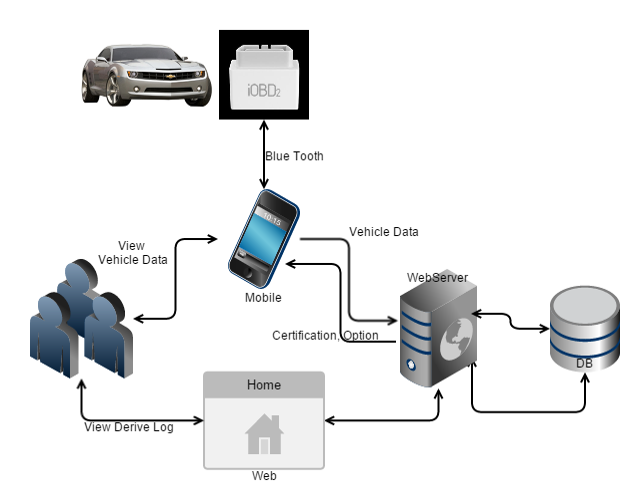 iOBD2
Blue Tooth
10:15
View
Vehicle Data
Vehicle Data
Mobile
WebServer
Certification, Option
DB
Home
View Derive Log
Web